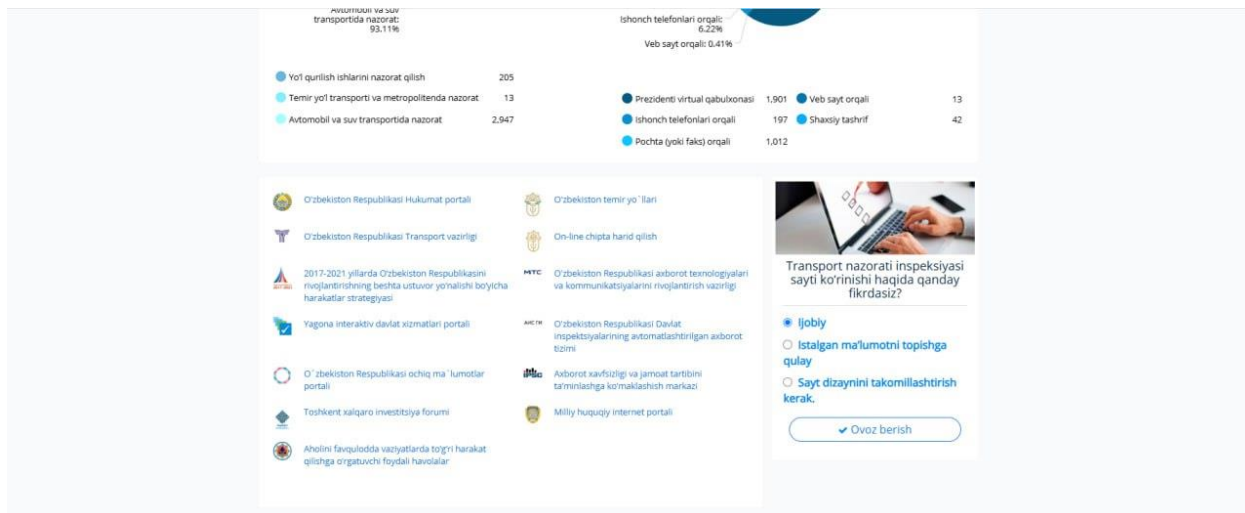 Avtomobil va suv
transportida nazorat:
93.11%
Ishonch telefonlari orqali:
6.22%
Veb sayt orqali: 0.41%
Yo'l qurilish ishlarini nazorat qilish 205
Temir yo'l transporti va metropolitenda nazorat 13
Avtomobil va suv transportida nazorat 2,947
Prezidenti virtual qabulxonasi 1,901
Veb sayt orqali 13
Ishonch telefonlari orqali 197
Shaxsiy tashrif 42
Pochta (yoki faks) orqali 1,012
O'zbekiston Respublikasi Hukumat portali
O'zbekiston Respublikasi Transport vazirligi
2017-2021 yillarda O'zbekiston Respublikasini
rivojlantirishning beshta ustuvor yo'nalishi bo'yicha
harakatlar strategiyasi
Yagona interaktiv davlat xizmatlari portali
O`zbekiston Respublikasi ochiq ma`lumotlar
portali
Toshkent xalqaro investitsiya forumi
Aholini favqulodda vaziyatlarda to'g'ri harakat
qilishga o'rgatuvchi foydali havolalar
O'zbekiston temir yo`llari
On-line chipta harid qilish
MITC
O'zbekiston Respublikasi axborot texnologiyalari
va kommunikatsiyalarini rivojlantirish vazirligi
O'zbekiston Respublikasi Davlat
inspektsiyalarining avtomatlashtirilgan axborot
tizimi
Axborot xavfsizligi va jamoat tartibini
ta'minlashga ko'maklashish markazi
Milliy huquqiy internet portali
Transport nazorati inspeksiyasi
sayti ko'rinishi haqida qanday
fikrdasiz?
Ijobiy
Istalgan ma'lumotni topishga
qulay
Sayt dizaynini takomillashtirish
kerak.
Ovoz berish